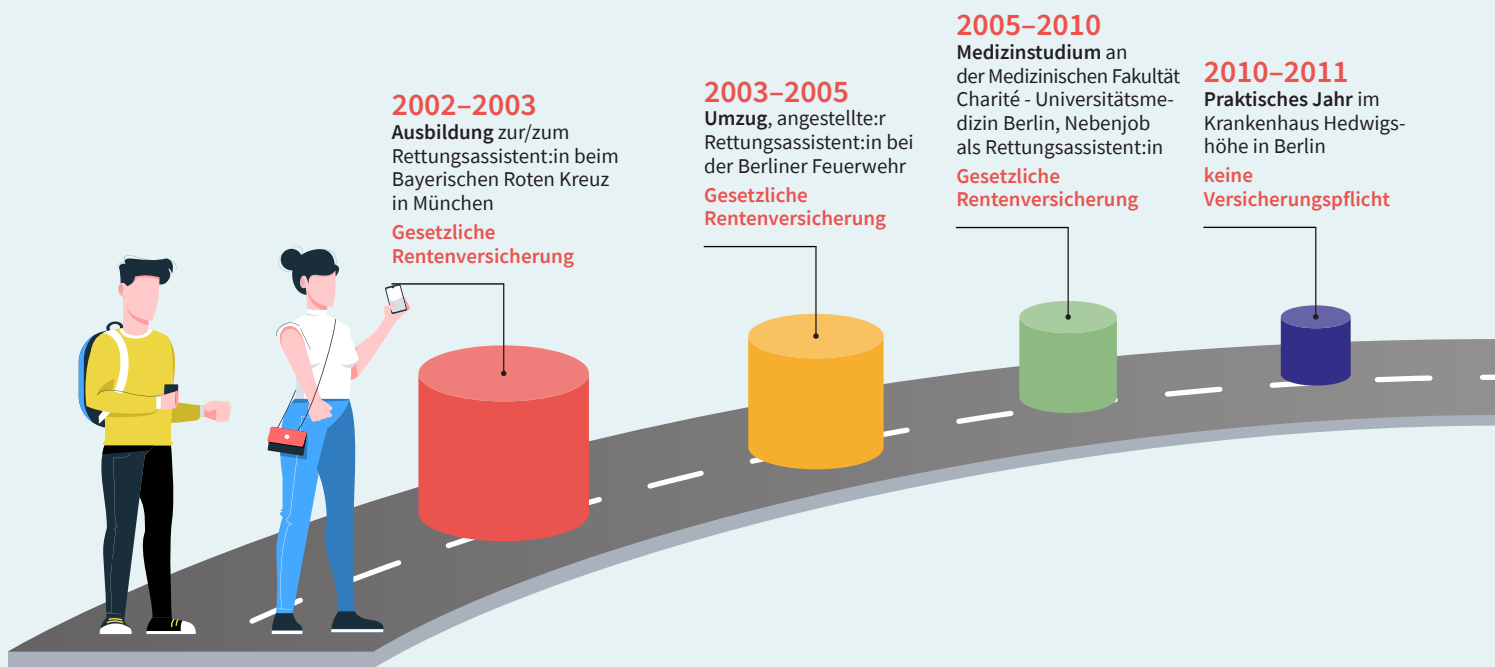 2002–2003
Ausbildung zur/zum
Rettungsassistent:in beim
Bayerischen Roten Kreuz
in München
Gesetzliche
Rentenversicherung
2003–2005
Umzug, angestellte:r
Rettungsassistent:in bei
der Berliner Feuerwehr
Gesetzliche
Rentenversicherung
2005–2010
Medizinstudium an
der Medizinischen Fakultät
Charité - Universitätsme-
dizin Berlin, Nebenjob
als Rettungsassistent:in
Gesetzliche
Rentenversicherung
2010–2011
Praktisches Jahr im
Krankenhaus Hedwigs-
höhe in Berlin
keine
Versicherungspflicht